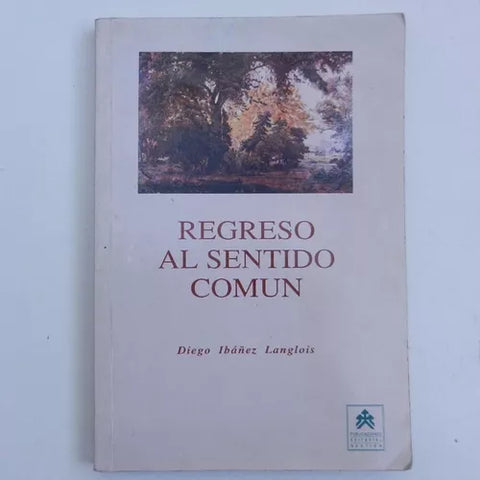 REGRESO
AL SENTIDO
COMUN
Diego Ibáñez Langlois